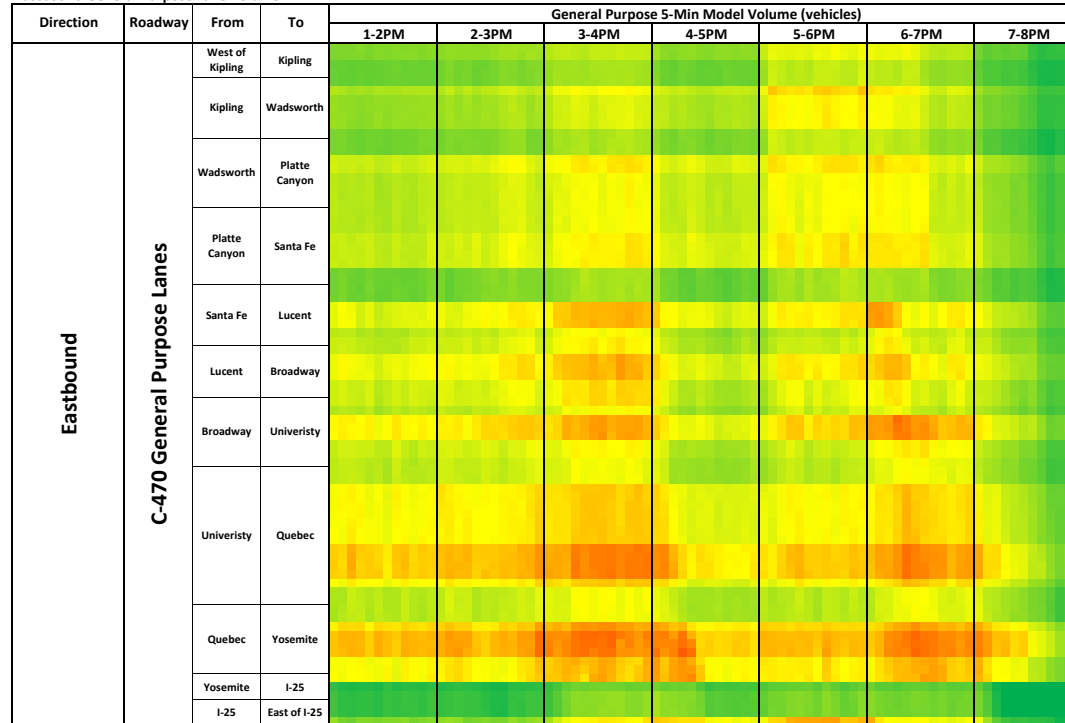 Direction Roadway From To General Purpose 5-Min Model Volume (vehicles)
1-2PM 2-3PM 3-4PM 4-5PM 5-6PM 6-7PM 7-8PM
Eastbound
C-470 General Purpose Lanes
West of
Kipling
Kipling
Kipling
Wadsworth
Wadsworth
Platte
Canyon
Platte
Canyon
Santa Fe
Santa Fe
Lucent
Lucent
Broadway
Broadway
Univeristy
Univeristy
Quebec
Quebec
Yosemite
Yosemite
I-25
I-25
East of I-25